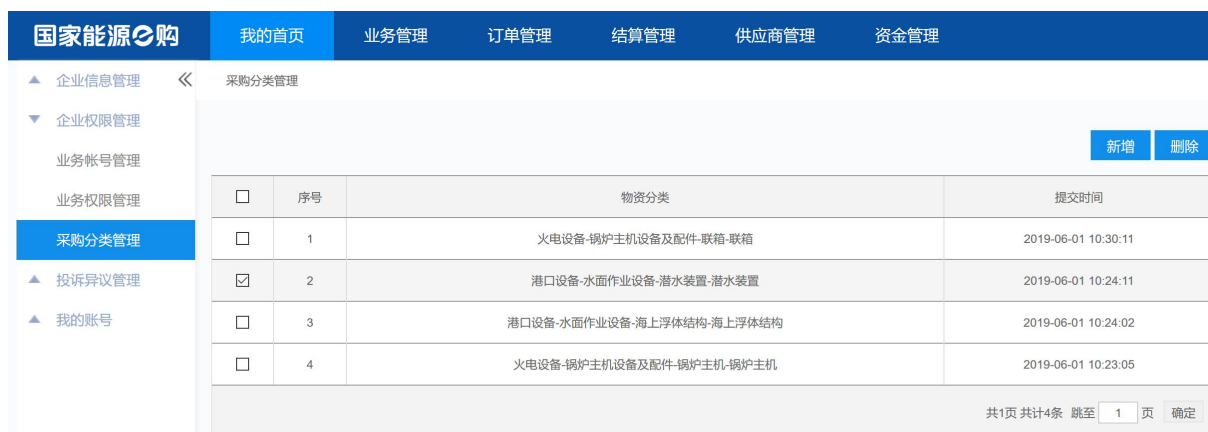 国家能源e购 我的首页 业务管理 订单管理 结算管理 供应商管理 资金管理
企业信息管理 采购分类管理
企业权限管理
新增 删除
业务帐号管理
业务权限管理
采购分类管理
投诉异议管理
我的账号
序号 物资分类 提交时间
1 火电设备-锅炉主机设备及配件-联箱-联箱 2019-06-01 10:30:11
2 港口设备-水面作业设备-潜水装置-潜水装置 2019-06-01 10:24:11
3 港口设备-水面作业设备-海上浮体结构-海上浮体结构 2019-06-01 10:24:02
4 火电设备-锅炉主机设备及配件-锅炉主机-锅炉主机 2019-06-01 10:23:05
共1页 共计4条 跳至 1 页 确定